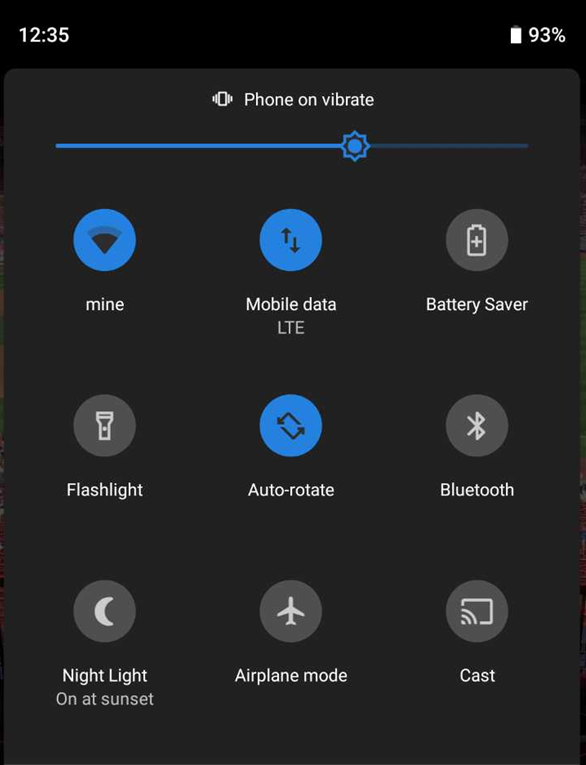 12:35
93%
Phone on vibrate
mine
Mobile data
Battery Saver
LTE
Flashlight
Auto-rotate
Bluetooth
Night Light
Airplane mode
Cast
On at sunset